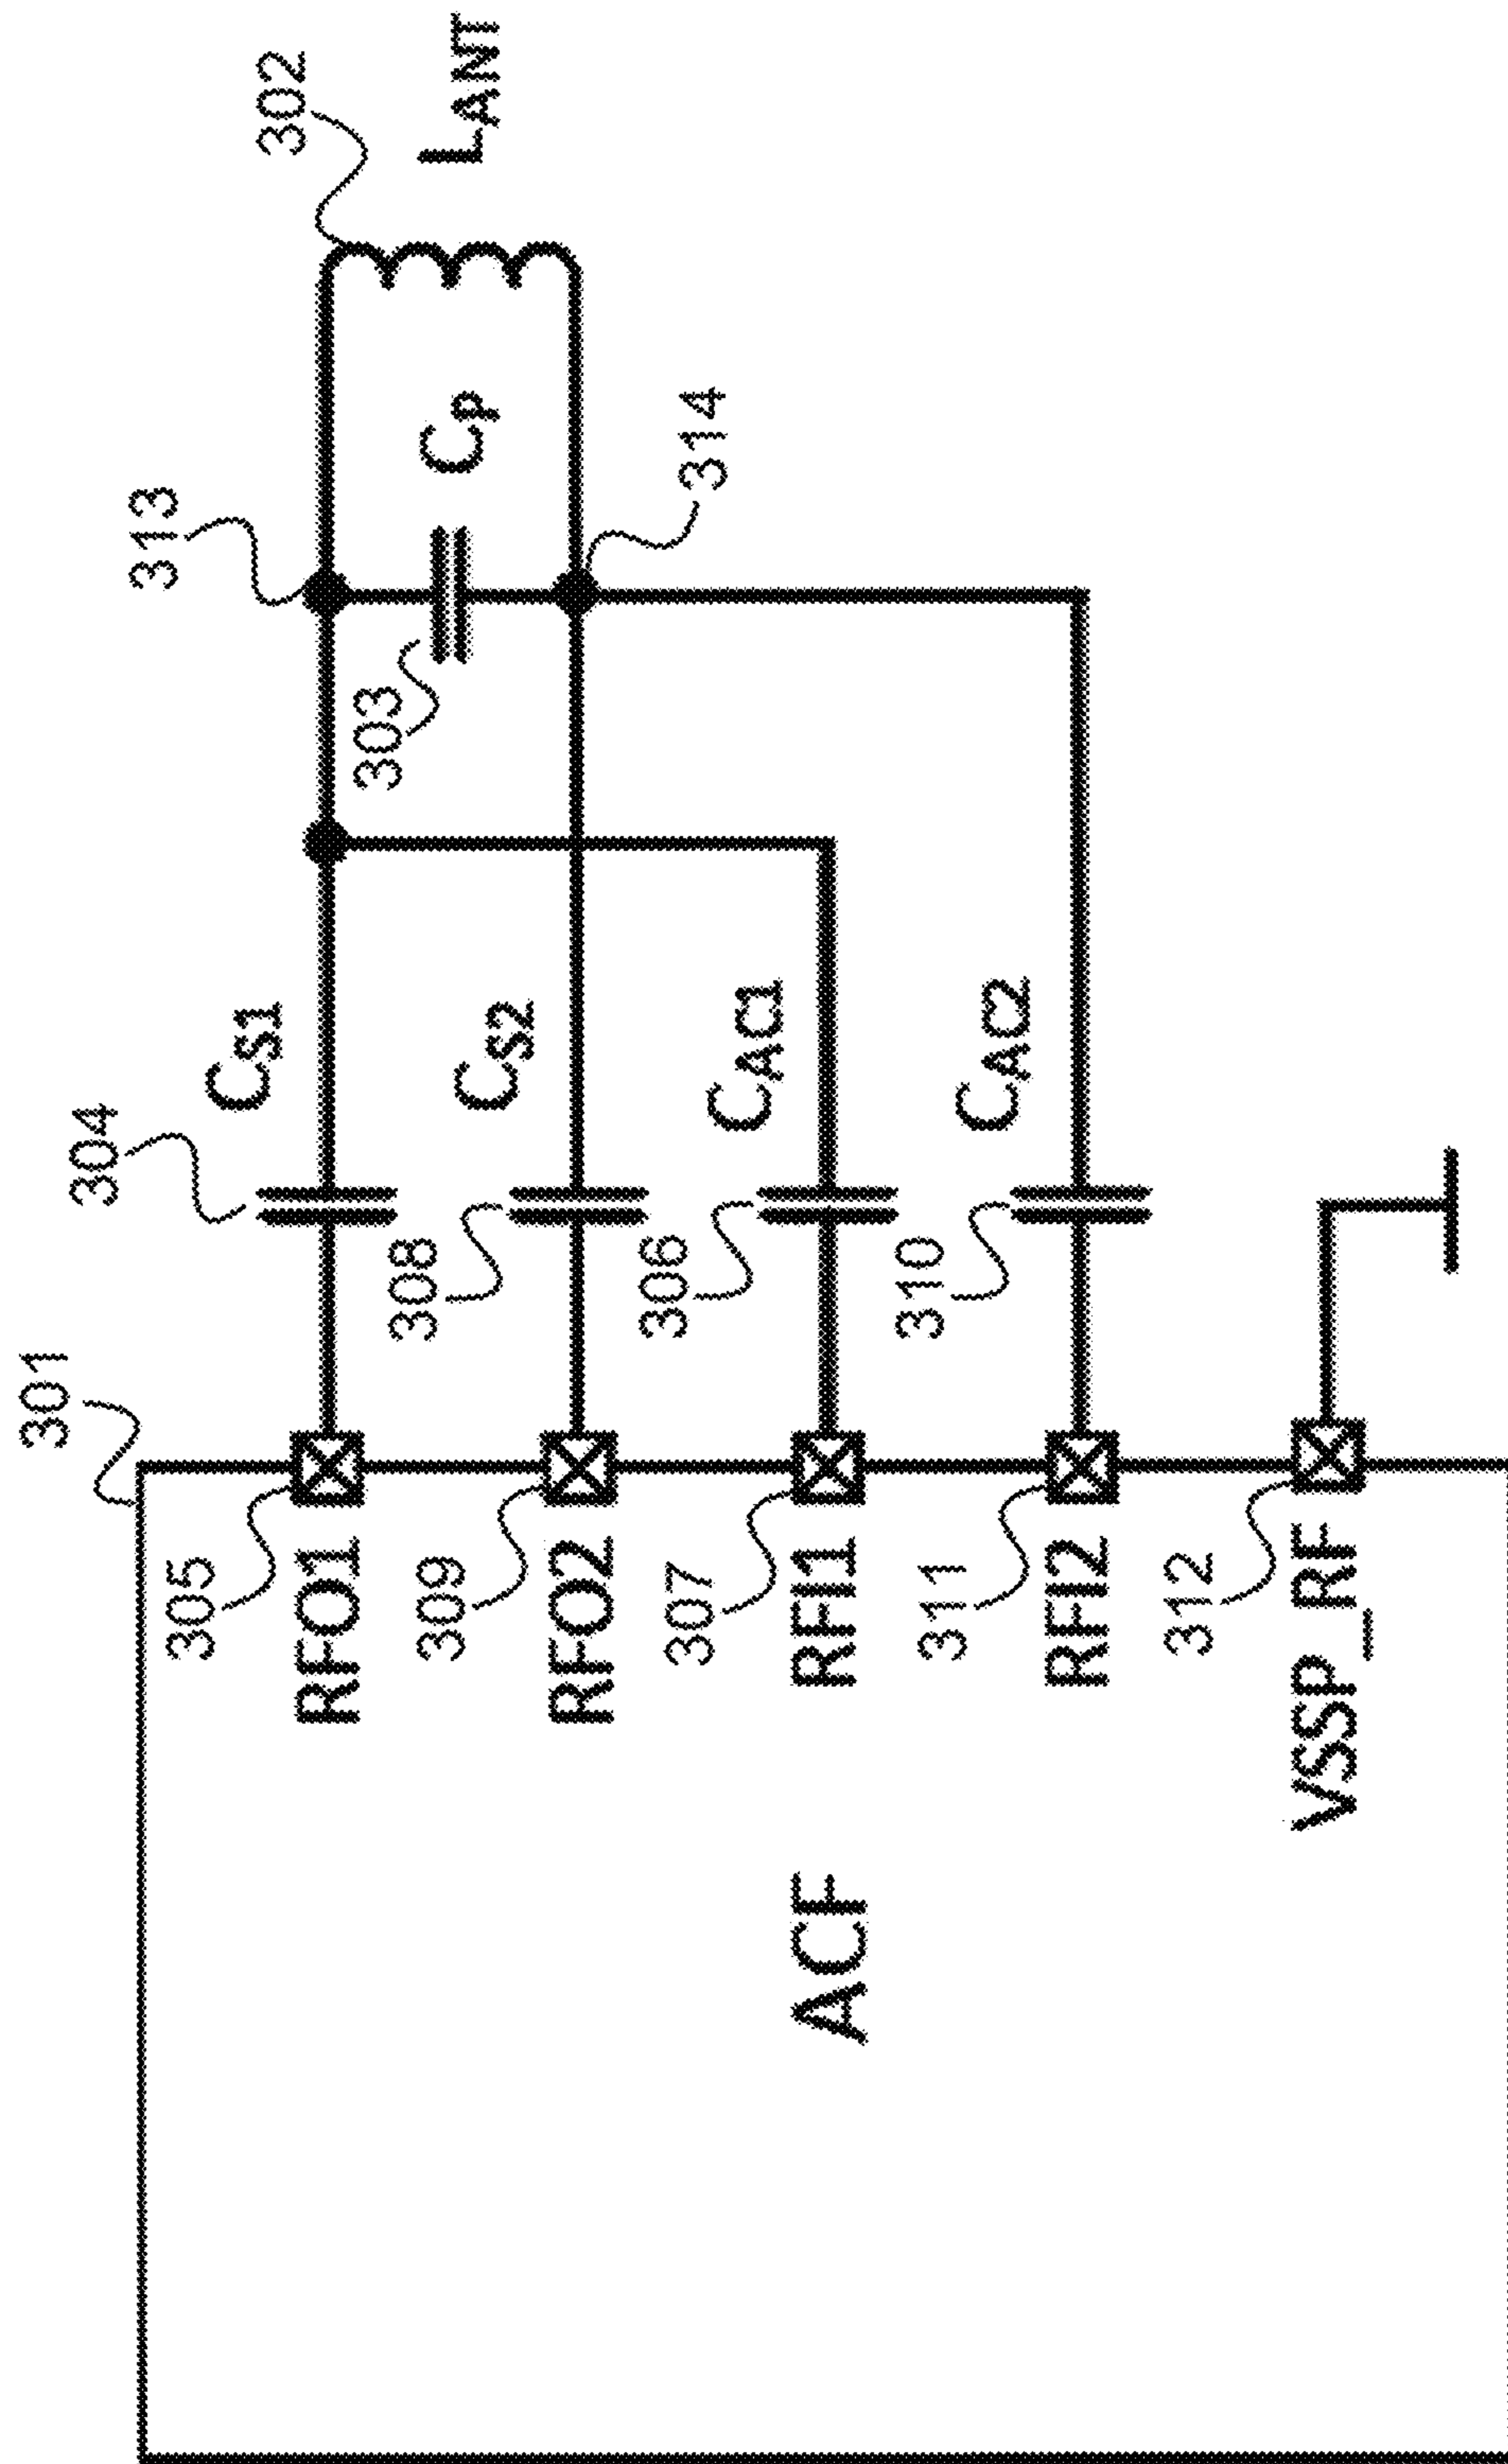 301
304
313
302
CS1
LANT
305
RFO1
308
CS2
303
CP
309
RFO2
306
CAC1
314
307
RFI1
310
CAC2
311
RFI2
312
VSSP_RF
ACF